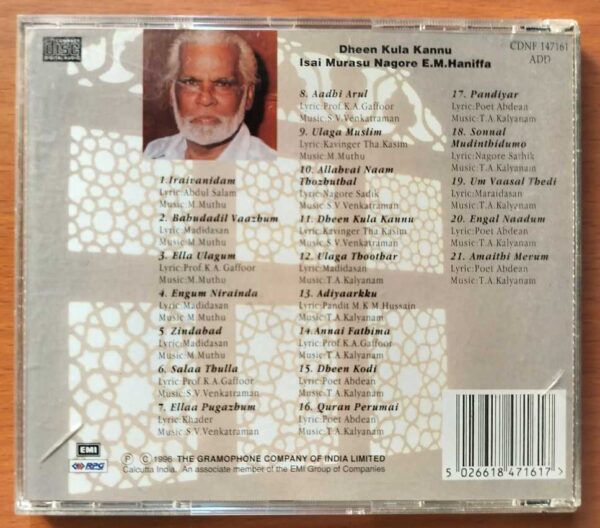 COMPACT
disc
DIGITAL AUDIO
Dheen Kula Kannu
Isai Murasu Nagore E.M.Haniffa
CDNF 147161
ADD
1.Iraivanidam
Lyric:Abdul Salam
Music:M.Muthu
2. Bahudadil Vaazhum
Lyric:Madidasan
Music:M.Muthu
3. Ella Ulagum
Lyric:Prof.K.A.Gaffoor
Music:M.Muthu
4. Engum Nirainda
Lyric:Madidasan
Music:M.Muthu
5. Zindabad
Lyric:Madidasan
Music:M.Muthu
6. Salaa Thulla
Lyric:Prof.K.A.Gaffoor
Music:S.V.Venkatraman
7. Ellaa Pugazhum
Lyric:Khader
Music:S.V.Venkatraman
8. Aadhi Arul
Lyric:Prof.K.A.Gaffoor
Music:S.V.Venkatraman
9. Ulaga Muslim
Lyric:Kavinger Tha.Kasim
Music:M.Muthu
10. Allahvai Naam
Thozhuthal
Lyric:Nagore Sadik
Music:S.V.Venkatraman
11. Dheen Kula Kannu
Lyric:Kavinger Tha.Kasim
Music:S.V.Venkatraman
12. Ulaga Thoothar
Lyric:Madidasan
Music:T.A.Kalyanam
13. Adiyaarkku
Lyric:Pandit M.K.M.Hussain
Music:T.A.Kalyanam
14.Annai Fathima
Lyric:Prof.K.A.Gaffoor
Music:T.A.Kalyanam
15. Dheen Kodi
Lyric:Poet Abdean
Music:T.A.Kalyanam
16. Quran Perumai
Lyric:Poet Abdean
Music:T.A.Kalyanam
17. Pandiyar
Lyric:Poet Abdean
Music:T.A.Kalyanam
18. Sonnal
Mudinthidumo
Lyric:Nagore Sathik
Music:T.A.Kalyanam
19. Um Vaasal Thedi
Lyric:Maraidasan
Music:T.A.Kalyanam
20. Engal Naadum
Lyric:Poet Abdean
Music:T.A.Kalyanam
21. Amaithi Merum
Lyric:Poet Abdean
Music:T.A.Kalyanam
EMI
RPG
Ⓟ © 1996 THE GRAMOPHONE COMPANY OF INDIA LIMITED
Calcutta India. An associate member of the EMI Group of Companies
5 026618 471617